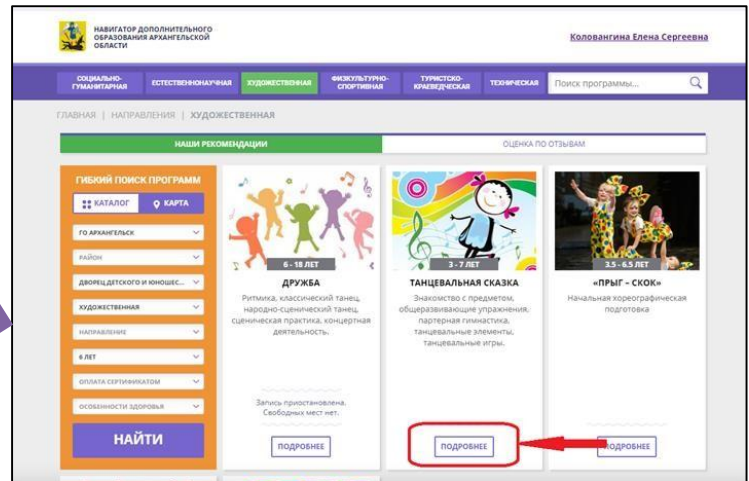 НАВИГАТОР ДОПОЛНИТЕЛЬНОГО
ОБРАЗОВАНИЯ АРХАНГЕЛЬСКОЙ
ОБЛАСТИ
Коловангина Елена Сергеевна
СОЦИАЛЬНО-
ГУМАНИТАРНАЯ
ЕСТЕСТВЕННОНАУЧНАЯ
ХУДОЖЕСТВЕННАЯ
ФИЗКУЛЬТУРНО-
СПОРТИВНАЯ
ТУРИСТСКО-
КРАЕВЕДЧЕСКАЯ
ТЕХНИЧЕСКАЯ
Поиск программы...
ГЛАВНАЯ | НАПРАВЛЕНИЯ | ХУДОЖЕСТВЕННАЯ
НАШИ РЕКОМЕНДАЦИИ
ОЦЕНКА ПО ОТЗЫВАМ
ГИБКИЙ ПОИСК ПРОГРАММ
КАТАЛОГ
КАРТА
ГО АРХАНГЕЛЬСК
РАЙОН
ДВОРЕЦ ДЕТСКОГО И ЮНОШЕС...
ХУДОЖЕСТВЕННАЯ
НАПРАВЛЕНИЕ
6 ЛЕТ
ОПЛАТА СЕРТИФИКАТОМ
ОСОБЕННОСТИ ЗДОРОВЬЯ
НАЙТИ
6 - 18 ЛЕТ
ДРУЖБА
Ритмика, классический танец,
народно-сценический танец,
сценическая практика, концертная
деятельность.
Запись приостановлена.
Свободных мест нет.
ПОДРОБНЕЕ
3 - 7 ЛЕТ
ТАНЦЕВАЛЬНАЯ СКАЗКА
Знакомство с предметом,
общеразвивающие упражнения,
партерная гимнастика,
танцевальные элементы,
танцевальные игры.
ПОДРОБНЕЕ
3.5 - 6.5 ЛЕТ
«ПРЫГ – СКОК»
Начальная хореографическая
подготовка
ПОДРОБНЕЕ